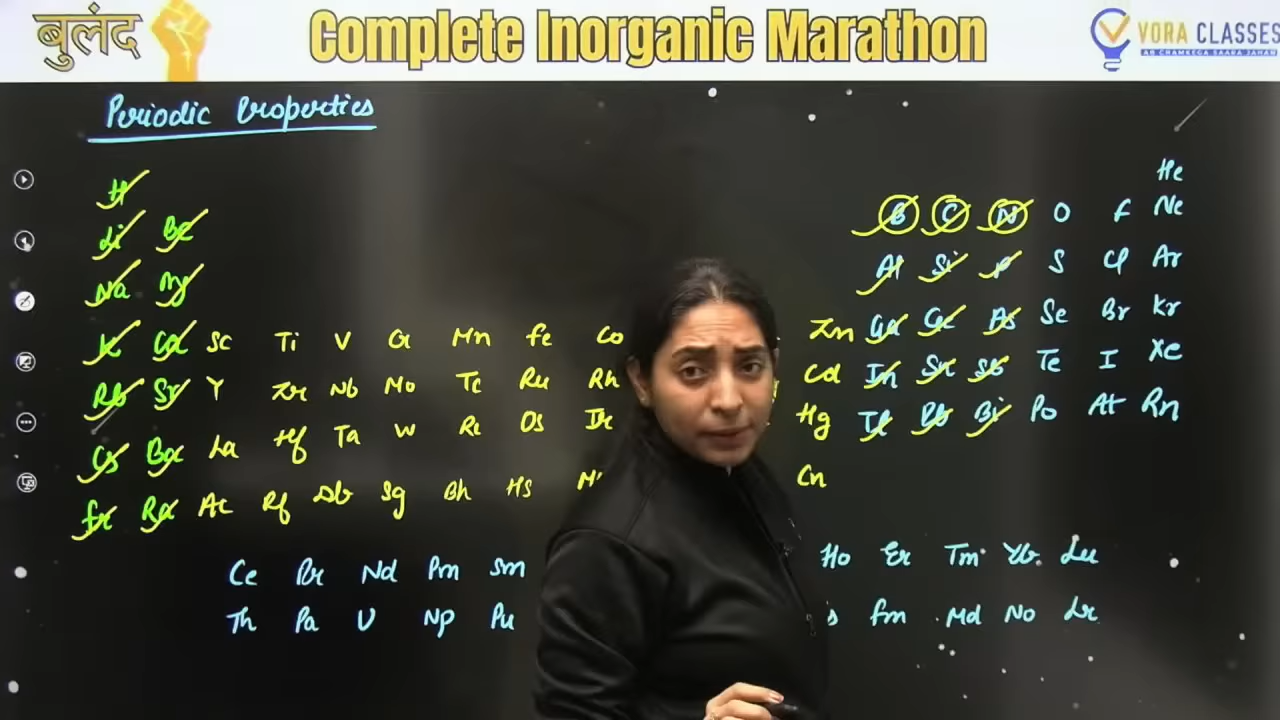 बुलंद Complete Inorganic Marathon VORA CLASSES
AB CHAMKEGA SAARA JAHAN
Periodic Properties
He
H B C N O F Ne
Li Be
Na Mg Al Si P S Cl Ar
K Ca Sc Ti V Cr Mn Fe Co Zn Ga Ge As Se Br Kr
Rb Sr Y Zr Nb Mo Tc Ru Rh Cd In Sn Sb Te I Xe
Cs Ba La Hf Ta W Re Os Ir Hg Tl Pb Bi Po At Rn
Fr Ra Ac Rf Db Sg Bh Hs Cn
Ce Pr Nd Pm Sm Ho Er Tm Yb Lu
Th Pa U Np Pu Fm Md No Lr